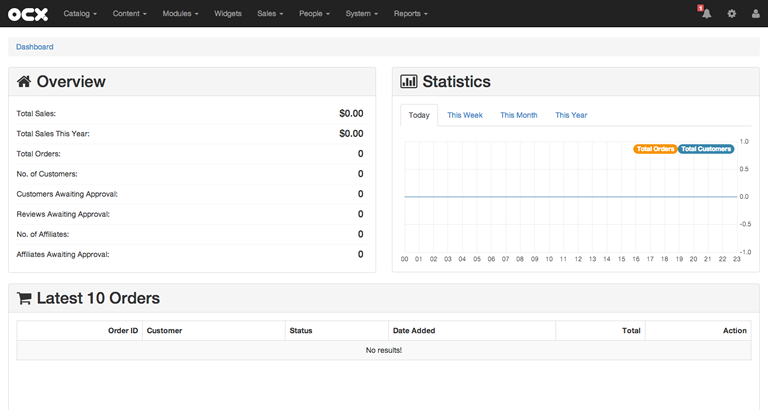 OCX Catalog Content Modules Widgets Sales People System Reports 1
Dashboard
Overview
Total Sales: $0.00
Total Sales This Year: $0.00
Total Orders: 0
No. of Customers: 0
Customers Awaiting Approval: 0
Reviews Awaiting Approval: 0
No. of Affiliates: 0
Affiliates Awaiting Approval: 0
Statistics
Today This Week This Month This Year
Total Orders Total Customers
1.0
0.5
0.0
-0.5
-1.0
00 01 02 03 04 05 06 07 08 09 10 11 12 13 14 15 16 17 18 19 20 21 22 23
Latest 10 Orders
Order ID Customer Status Date Added Total Action
No results!